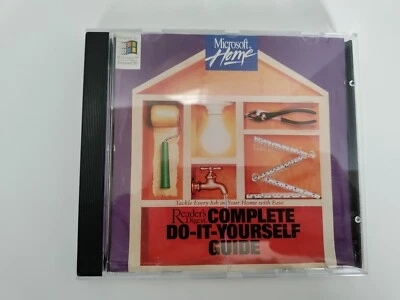 Microsoft
Home
Tackle Every Job in Your Home with Ease
Reader's
Digest
COMPLETE
DO-IT-YOURSELF
GUIDE